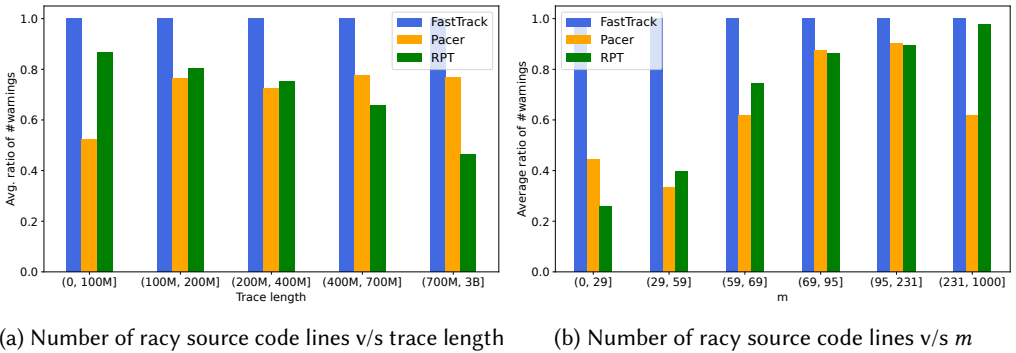 Avg. ratio of #warnings
1.0
0.8
0.6
0.4
0.2
0.0
FastTrack
Pacer
RPT
(0, 100M]
(100M, 200M]
(200M, 400M]
(400M, 700M]
(700M, 3B]
Trace length
(a) Number of racy source code lines v/s trace length
Average ratio of #warnings
1.0
0.8
0.6
0.4
0.2
0.0
FastTrack
Pacer
RPT
(0, 29]
(29, 59]
(59, 69]
(69, 95]
(95, 231]
(231, 1000]
m
(b) Number of racy source code lines v/s m